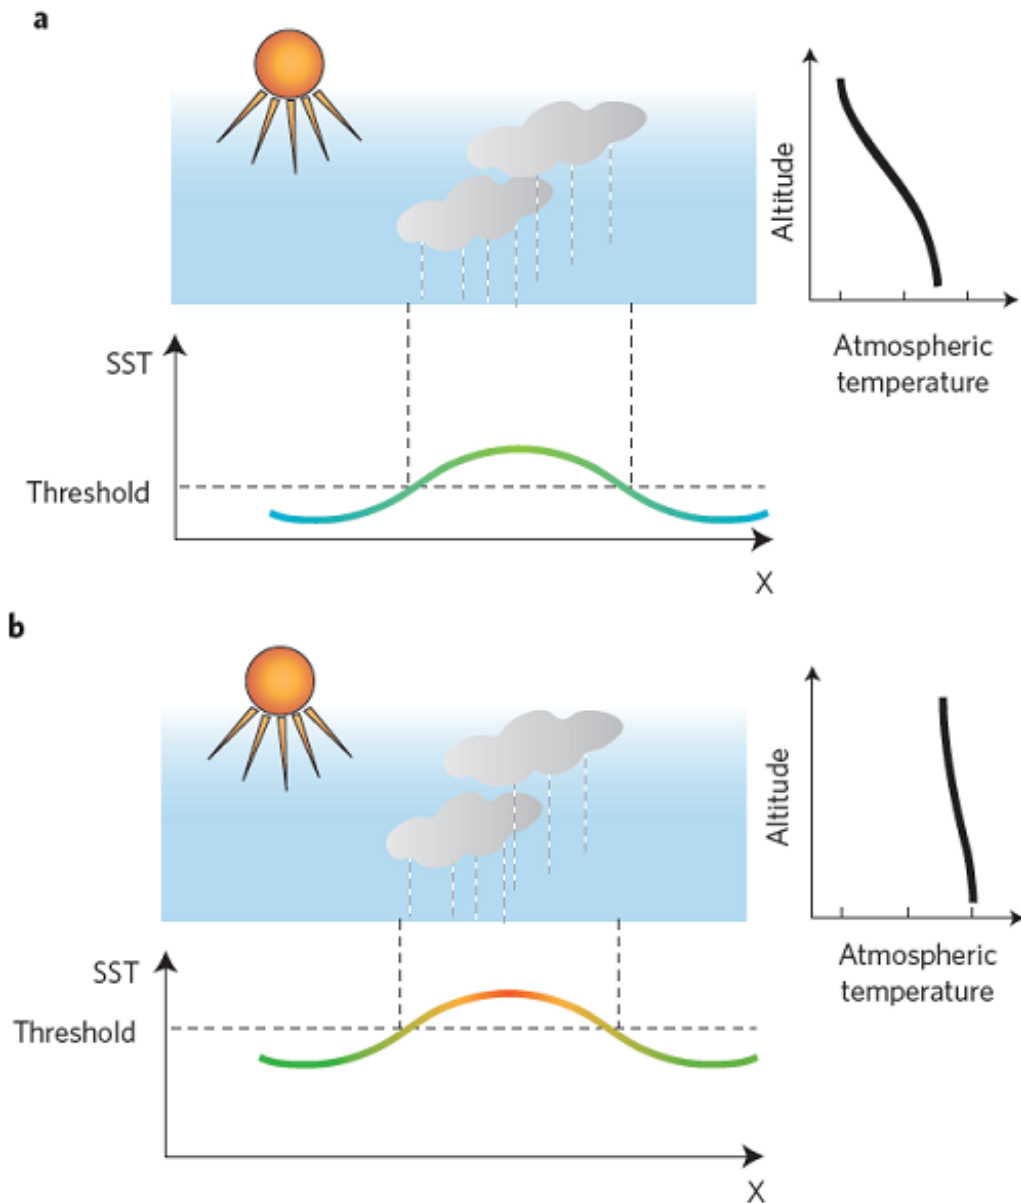 a
Altitude
Atmospheric
temperature
SST
Threshold
X
b
Altitude
Atmospheric
temperature
SST
Threshold
X